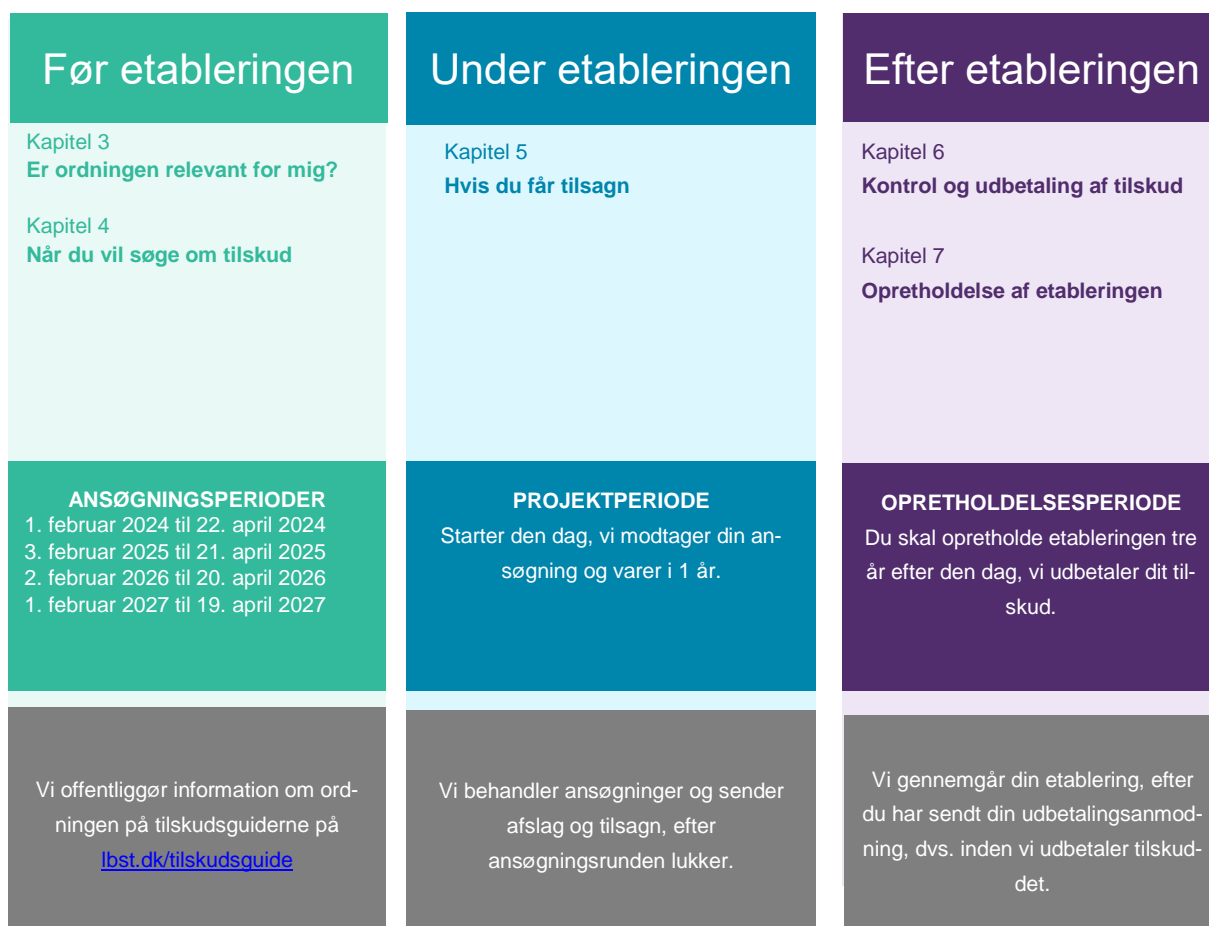 Før etableringen
Kapitel 3
Er ordningen relevant for mig?
Kapitel 4
Når du vil søge om tilskud
ANSØGNINGSPERIODER
1. februar 2024 til 22. april 2024
3. februar 2025 til 21. april 2025
2. februar 2026 til 20. april 2026
1. februar 2027 til 19. april 2027
Vi offentliggør information om ord-
ningen på tilskudsguiderne på
lbst.dk/tilskudsguide
Under etableringen
Kapitel 5
Hvis du får tilsagn
PROJEKTPERIODE
Starter den dag, vi modtager din an-
søgning og varer i 1 år.
Vi behandler ansøgninger og sender
afslag og tilsagn, efter
ansøgningsrunden lukker.
Efter etableringen
Kapitel 6
Kontrol og udbetaling af tilskud
Kapitel 7
Opretholdelse af etableringen
OPRETHOLDELSESPERIODE
Du skal opretholde etableringen tre
år efter den dag, vi udbetaler dit til-
skud.
Vi gennemgår din etablering, efter
du har sendt din udbetalingsanmod-
ning, dvs. inden vi udbetaler tilskud-
det.